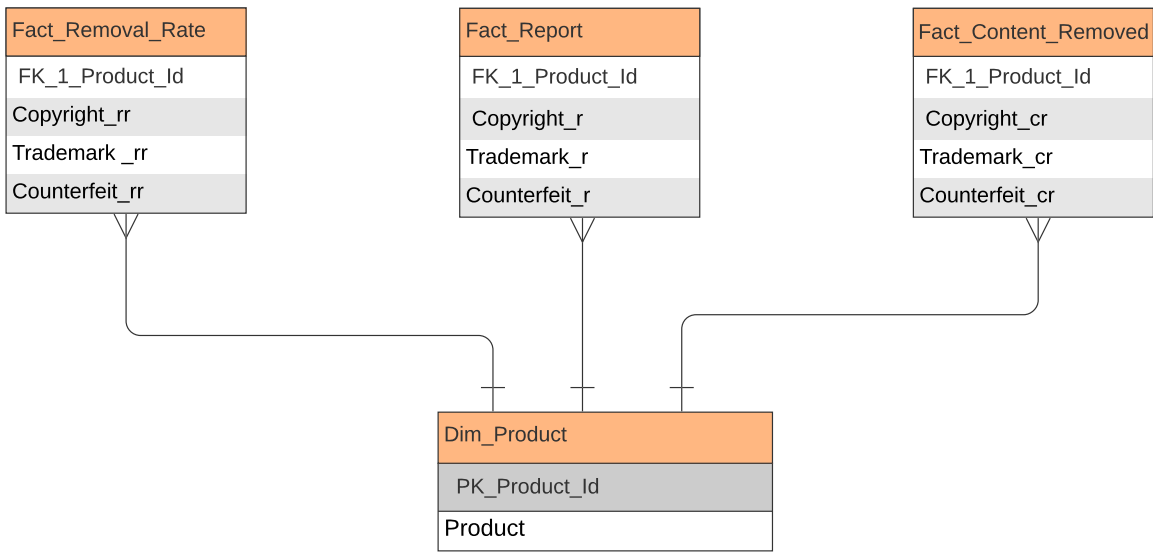 Fact_Removal_Rate
FK_1_Product_Id
Copyright_rr
Trademark _rr
Counterfeit_rr
Fact_Report
FK_1_Product_Id
Copyright_r
Trademark_r
Counterfeit_r
Fact_Content_Removed
FK_1_Product_Id
Copyright_cr
Trademark_cr
Counterfeit_cr
Dim_Product
PK_Product_Id
Product